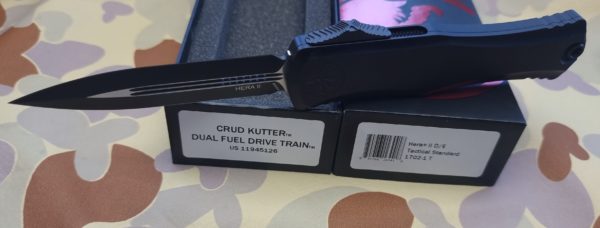 HERA II
CRUD KUTTER™
DUAL FUEL DRIVE TRAIN™
US 11945126
Hera II D/E
Tactical Standard
1702-1 T